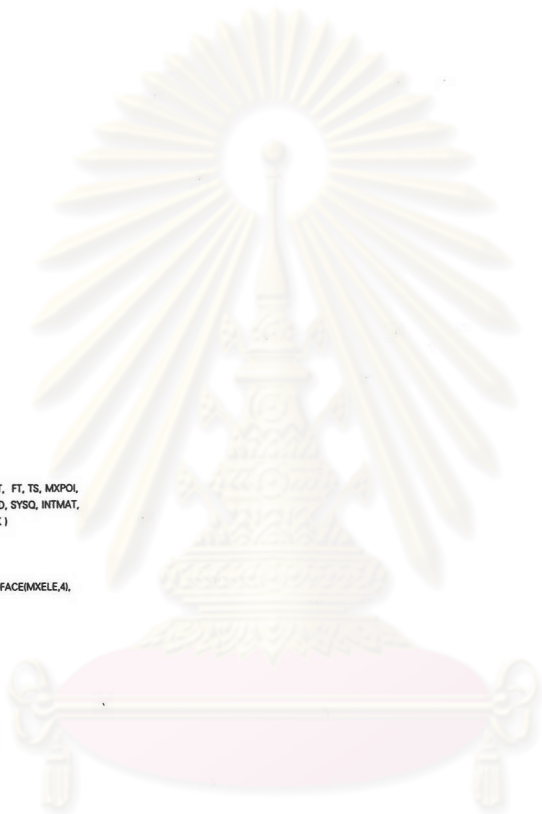 T, FT, TS, MXPOI,
D, SYSQ, INTMAT,
)
FACE(MXELE,4),